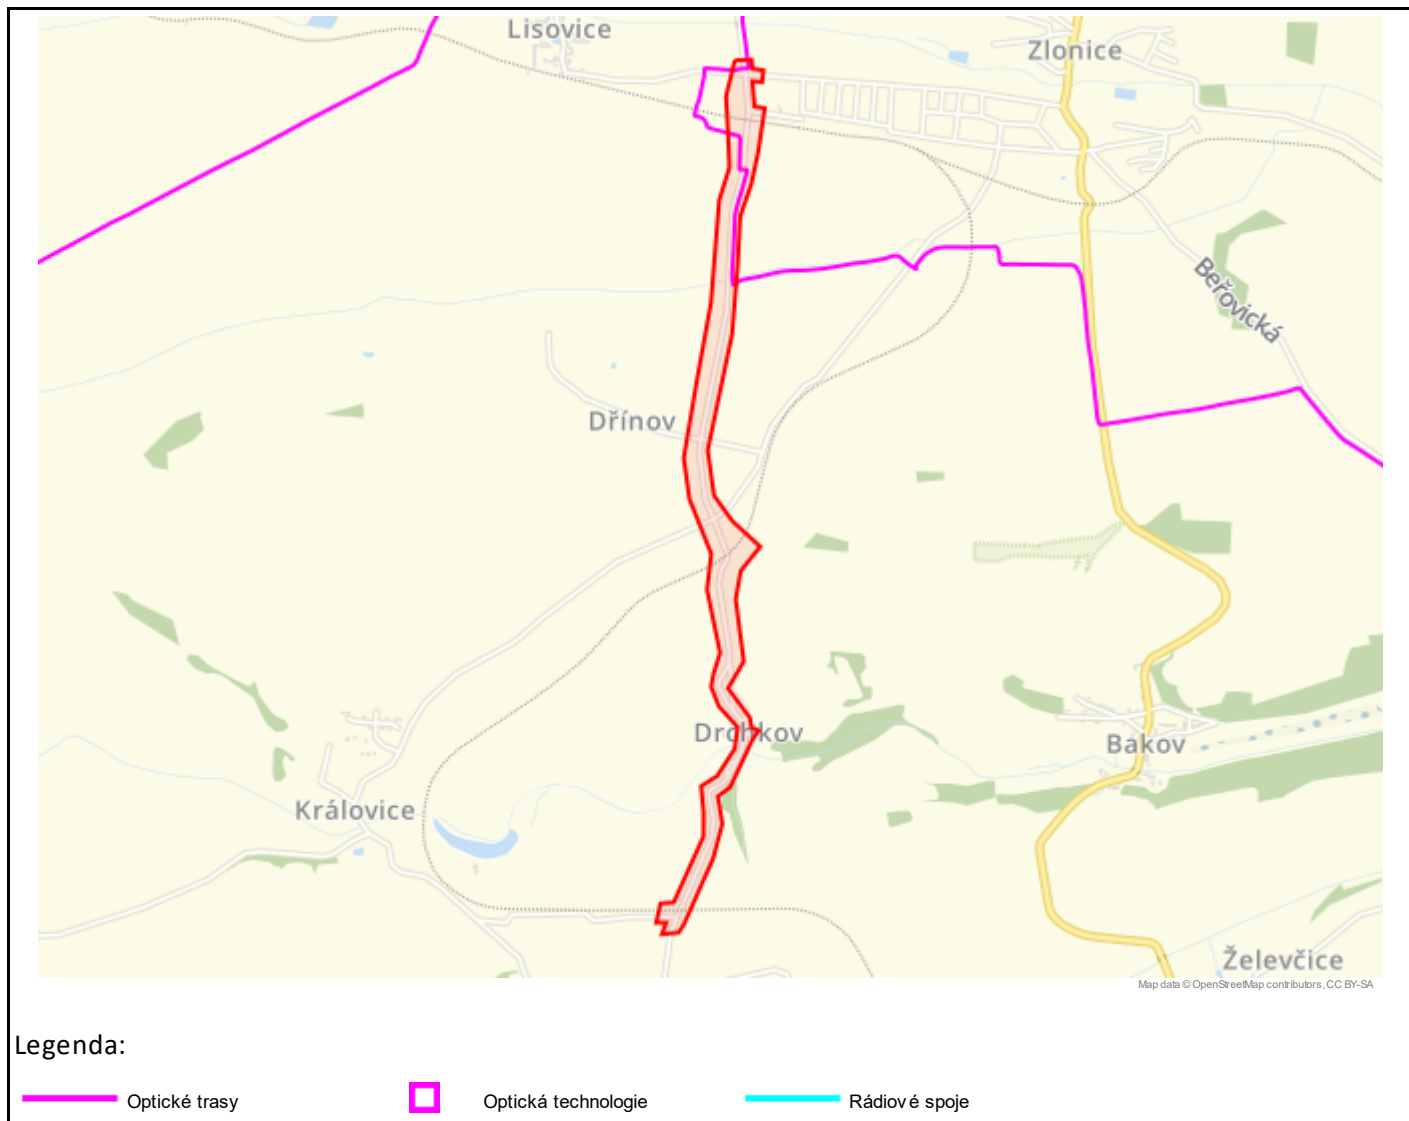 Lisovice
Zlonice
Beřovická
Dřínov
Drchkov
Bakov
Královice
Želevčice
Map data © OpenStreetMap contributors, CC BY-SA
Legenda:
Optické trasy
Optická technologie
Rádiové spoje